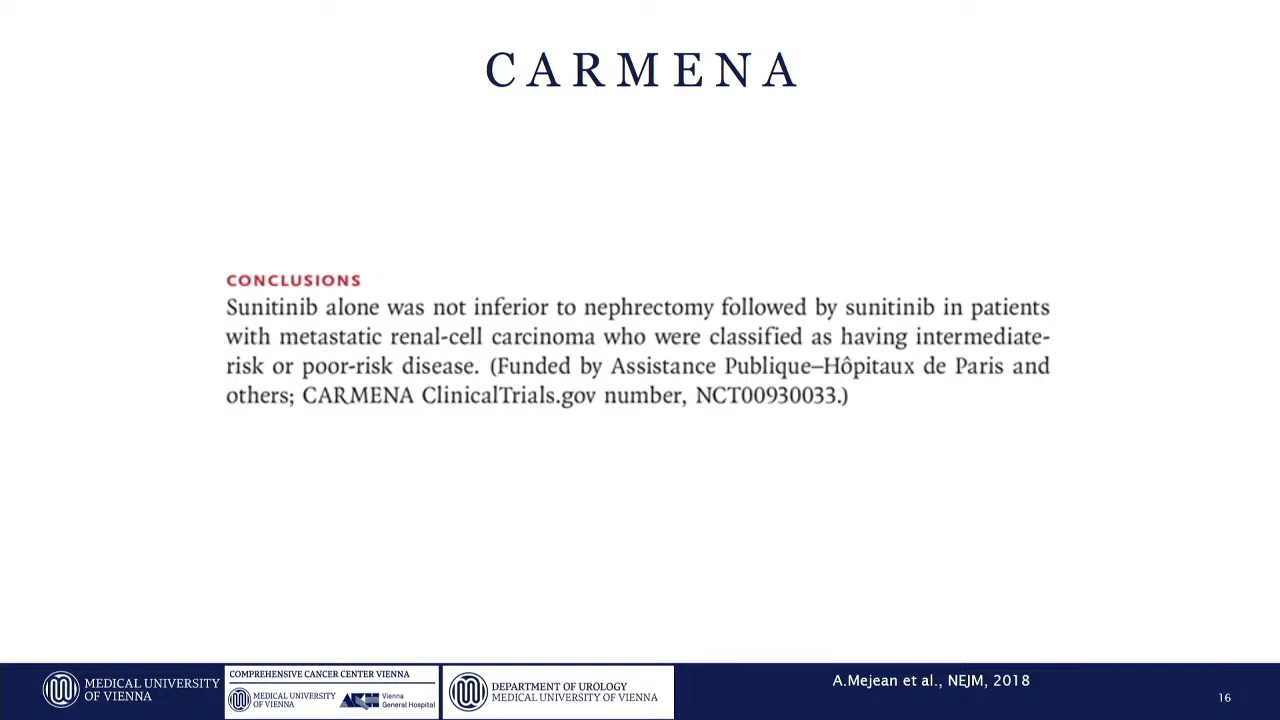 CARMENA
CONCLUSIONS
Sunitinib alone was not inferior to nephrectomy followed by sunitinib in patients
with metastatic renal-cell carcinoma who were classified as having intermediate-
risk or poor-risk disease. (Funded by Assistance Publique–Hôpitaux de Paris and
others; CARMENA ClinicalTrials.gov number, NCT00930033.)
MEDICAL UNIVERSITY
OF VIENNA
COMPREHENSIVE CANCER CENTER VIENNA
MEDICAL UNIVERSITY
OF VIENNA
AKH
Vienna
General Hospital
DEPARTMENT OF UROLOGY
MEDICAL UNIVERSITY OF VIENNA
A.Mejean et al., NEJM, 2018
16